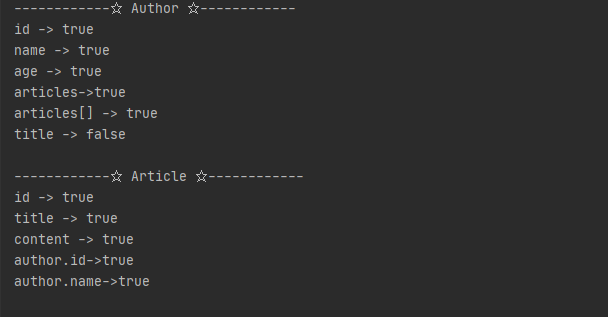 ------------☆ Author ☆------------
id -> true
name -> true
age -> true
articles->true
articles[] -> true
title -> false
------------☆ Article ☆------------
id -> true
title -> true
content -> true
author.id->true
author.name->true